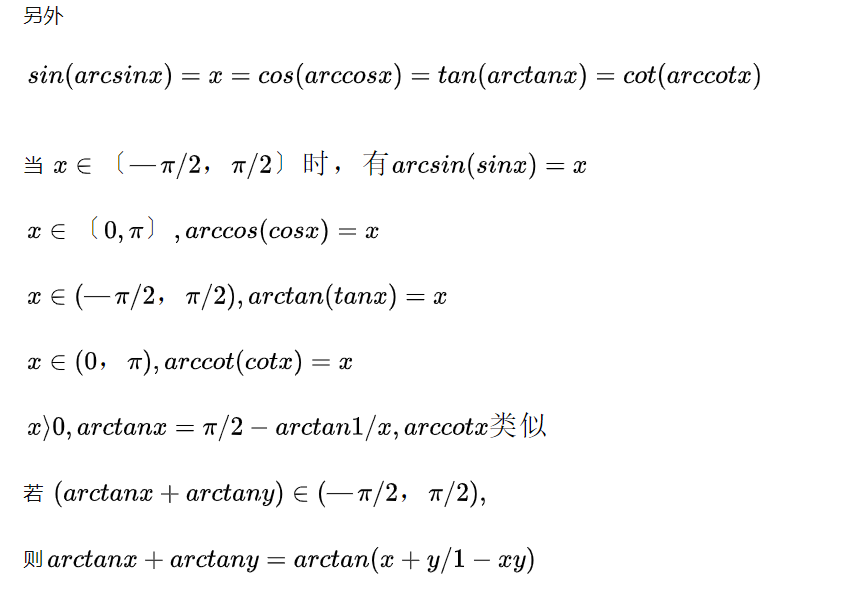 另外
sin(arcsinx) = x = cos(arccosx) = tan(arctanx) = cot(arccotx)
当 x ∈ 〔—π/2，π/2〕时，有arcsin(sinx) = x
x ∈ 〔0, π〕, arccos(cosx) = x
x ∈ (—π/2，π/2), arctan(tanx) = x
x ∈ (0，π), arccot(cotx) = x
x⟩0, arctanx = π/2 − arctan1/x, arccotx类似
若 (arctanx + arctany) ∈ (—π/2，π/2),
则arctanx + arctany = arctan(x + y/1 − xy)